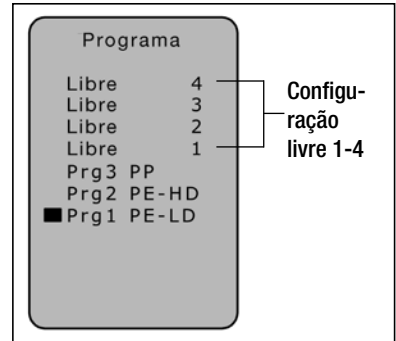 Programa
Libre 4
Libre 3
Libre 2
Libre 1
Prg3 PP
Prg2 PE-HD
Prg1 PE-LD
Configu-
ração
livre 1-4